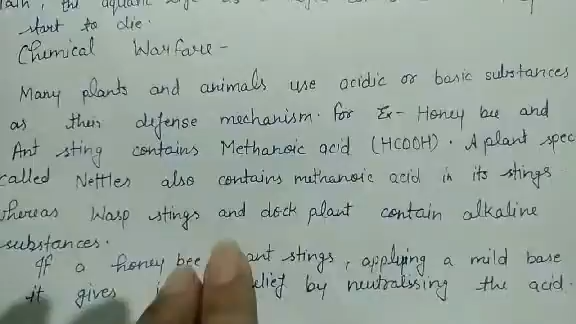 the aquatic
start to die.
Chemical Warfare -
Many plants and animals use acidic or basic substances
as their defense mechanism. For Ex- Honey bee and
Ant sting contains Methanoic acid (HCOOH). A plant spec
called Nettles also contains methanoic acid in its stings
whereas Wasp stings and dock plant contain alkaline
substances.
If a honey bee ant stings, applying a mild base
it gives by neutralising the acid.